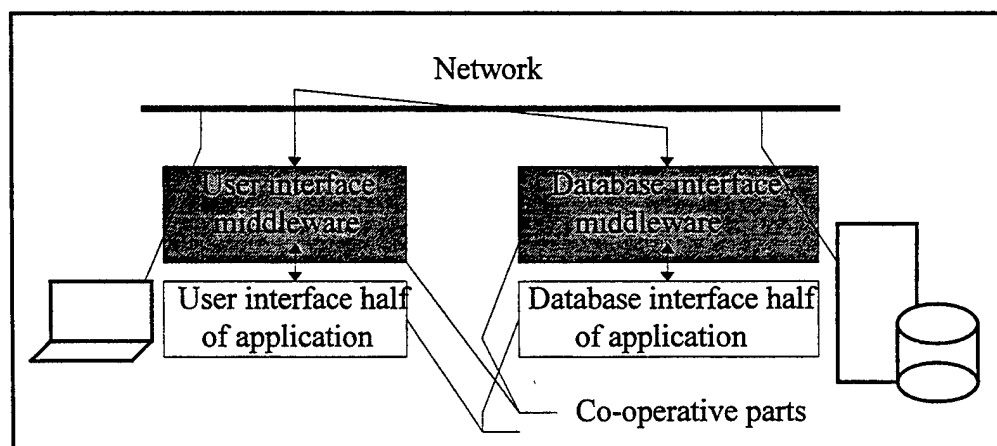 Network
User interface
middleware
Database interface
middleware
User interface half
of application
Database interface half
of application
Co-operative parts